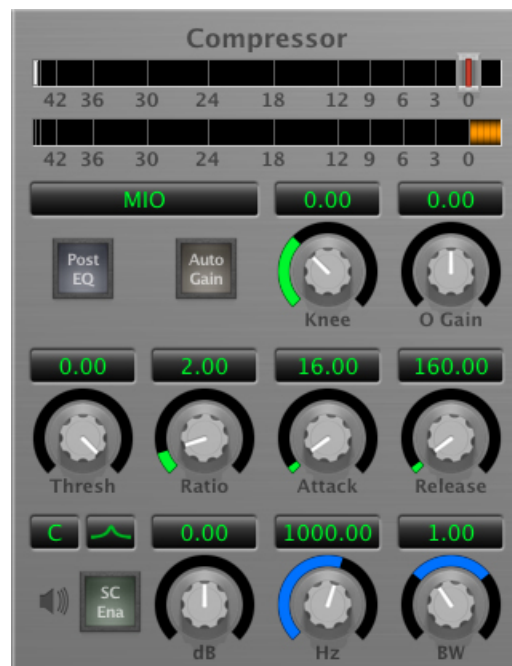 Compressor
42 36 30 24 18 12 9 6 3 0
42 36 30 24 18 12 9 6 3 0
MIO 0.00 0.00
Post EQ
Auto Gain
Knee O Gain
0.00 2.00 16.00 160.00
Thresh Ratio Attack Release
C 0.00 1000.00 1.00
SC Ena
dB Hz BW